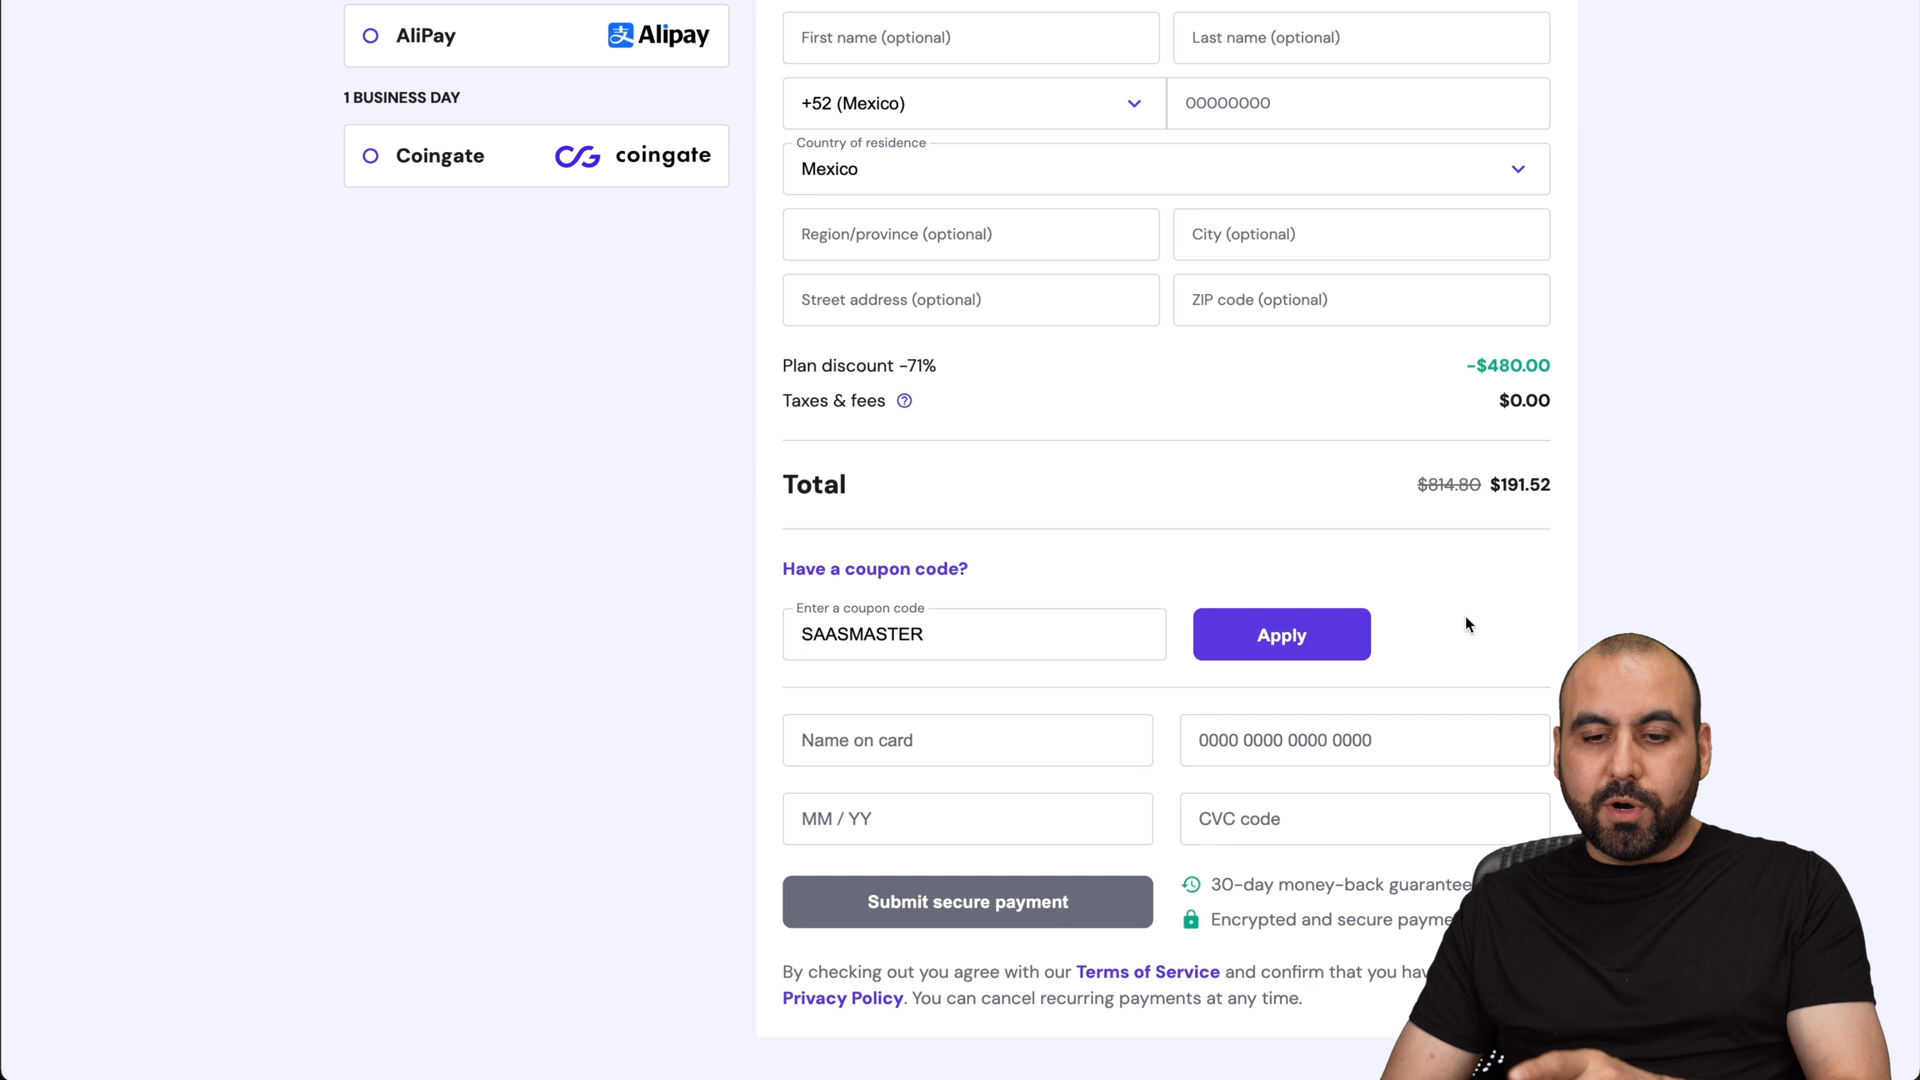 AliPay
支 Alipay
1 BUSINESS DAY
Coingate
coingate
First name (optional)
Last name (optional)
+52 (Mexico)
00000000
Country of residence
Mexico
Region/province (optional)
City (optional)
Street address (optional)
ZIP code (optional)
Plan discount -71%
-$480.00
Taxes & fees ?
$0.00
Total
$814.80 $191.52
Have a coupon code?
Enter a coupon code
SAASMASTER
Apply
Name on card
0000 0000 0000 0000
MM / YY
CVC code
Submit secure payment
30-day money-back guarantee
Encrypted and secure
By checking out you agree with our Terms of Service and confirm that you
Privacy Policy. You can cancel recurring payments at any time.